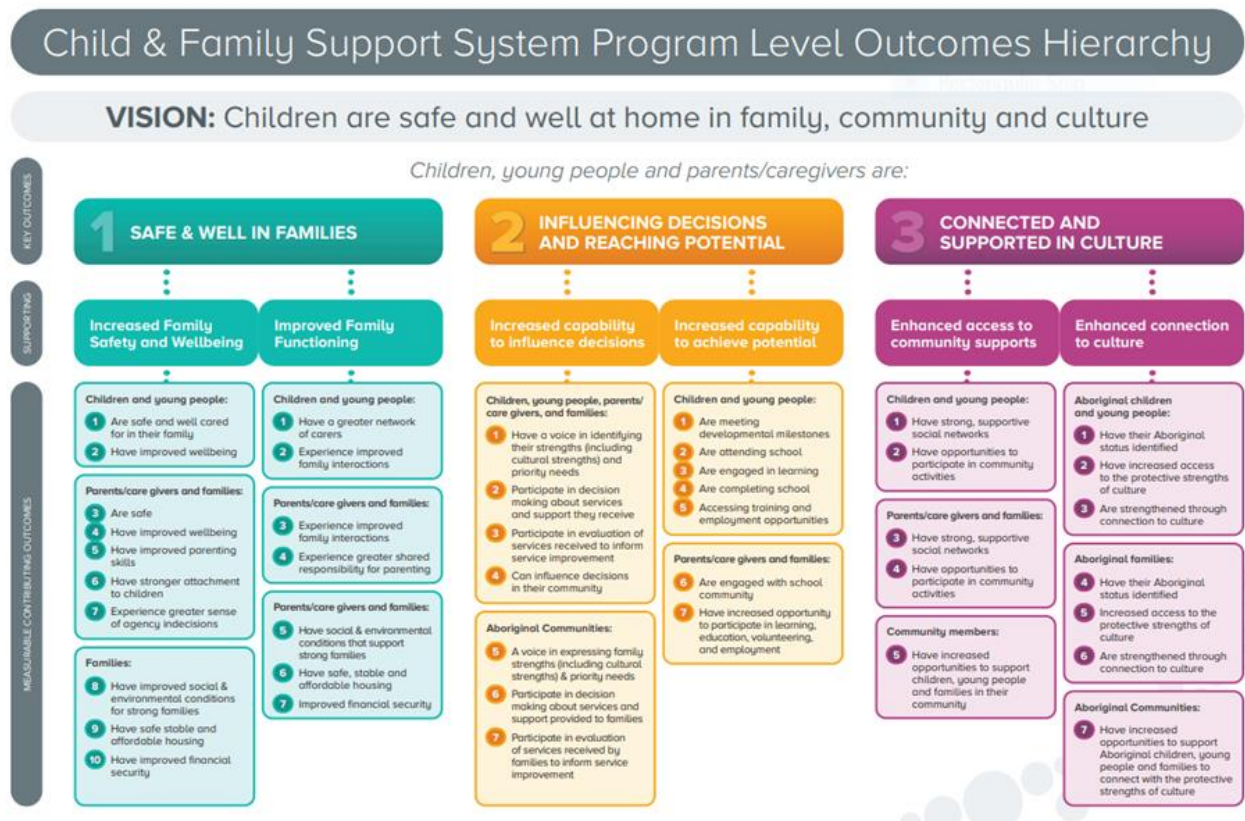 Child & Family Support System Program Level Outcomes Hierarchy
VISION: Children are safe and well at home in family, community and culture
KEY OUTCOMES
Children, young people and parents/caregivers are:
1 SAFE & WELL IN FAMILIES
2 INFLUENCING DECISIONS
AND REACHING POTENTIAL
3 CONNECTED AND
SUPPORTED IN CULTURE
SUPPORTING
Increased Family
Safety and Wellbeing
Improved Family
Functioning
Increased capability
to influence decisions
Increased capability
to achieve potential
Enhanced access to
community supports
Enhanced connection
to culture
MEASURABLE CONTRIBUTING OUTCOMES
Children and young people:
1 Are safe and well cared
for in their family
2 Have improved wellbeing
Parents/care givers and families:
3 Are safe
4 Have improved wellbeing
5 Have improved parenting
skills
6 Have stronger attachment
to children
7 Experience greater sense
of agency indecisions
Families:
8 Have improved social &
environmental conditions
for strong families
9 Have safe stable and
affordable housing
10 Have improved financial
security
Children and young people:
1 Have a greater network
of carers
2 Experience improved
family interactions
Parents/care givers and families:
3 Experience improved
family interactions
4 Experience greater shared
responsibility for parenting
Parents/care givers and families:
5 Have social & environmental
conditions that support
strong families
6 Have safe, stable and
affordable housing
7 Improved financial security
Children, young people, parents/
care givers, and families:
1 Have a voice in identifying
their strengths (including
cultural strengths) and
priority needs
2 Participate in decision
making about services
and support they receive
3 Participate in evaluation of
services received to inform
service improvement
4 Can influence decisions
in their community
Aboriginal Communities:
5 A voice in expressing family
strengths (including cultural
strengths) & priority needs
6 Participate in decision
making about services and
support provided to families
7 Participate in evaluation
of services received by
families to inform service
improvement
Children and young people:
1 Are meeting
developmental milestones
2 Are attending school
3 Are engaged in learning
4 Are completing school
5 Accessing training and
employment opportunities
Parents/care givers and families:
6 Are engaged with school
community
7 Have increased opportunity
to participate in learning,
education, volunteering,
and employment
Children and young people:
1 Have strong, supportive
social networks
2 Have opportunities to
participate in community
activities
Parents/care givers and families:
3 Have strong, supportive
social networks
4 Have opportunities to
participate in community
activities
Community members:
5 Have increased
opportunities to support
children, young people
and families in their
community
Aboriginal children
and young people:
1 Have their Aboriginal
status identified
2 Have increased access
to the protective strengths
of culture
3 Are strengthened through
connection to culture
Aboriginal families:
4 Have their Aboriginal
status identified
5 Increased access to the
protective strengths of
culture
6 Are strengthened through
connection to culture
Aboriginal Communities:
7 Have increased
opportunities to support
Aboriginal children, young
people and families to
connect with the protective
strengths of culture